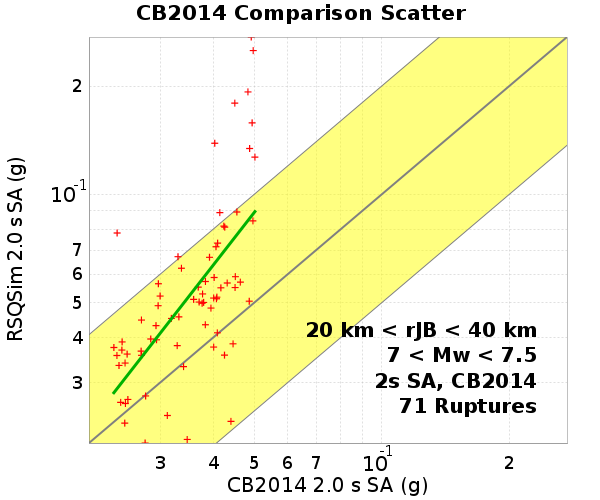 CB2014 Comparison Scatter
RSQSim 2.0 s SA (g)
2
10⁻¹
7
6
5
4
3
20 km < rJB < 40 km
7 < Mw < 7.5
2s SA, CB2014
71 Ruptures
3 4 5 6 7 10⁻¹ 2
CB2014 2.0 s SA (g)